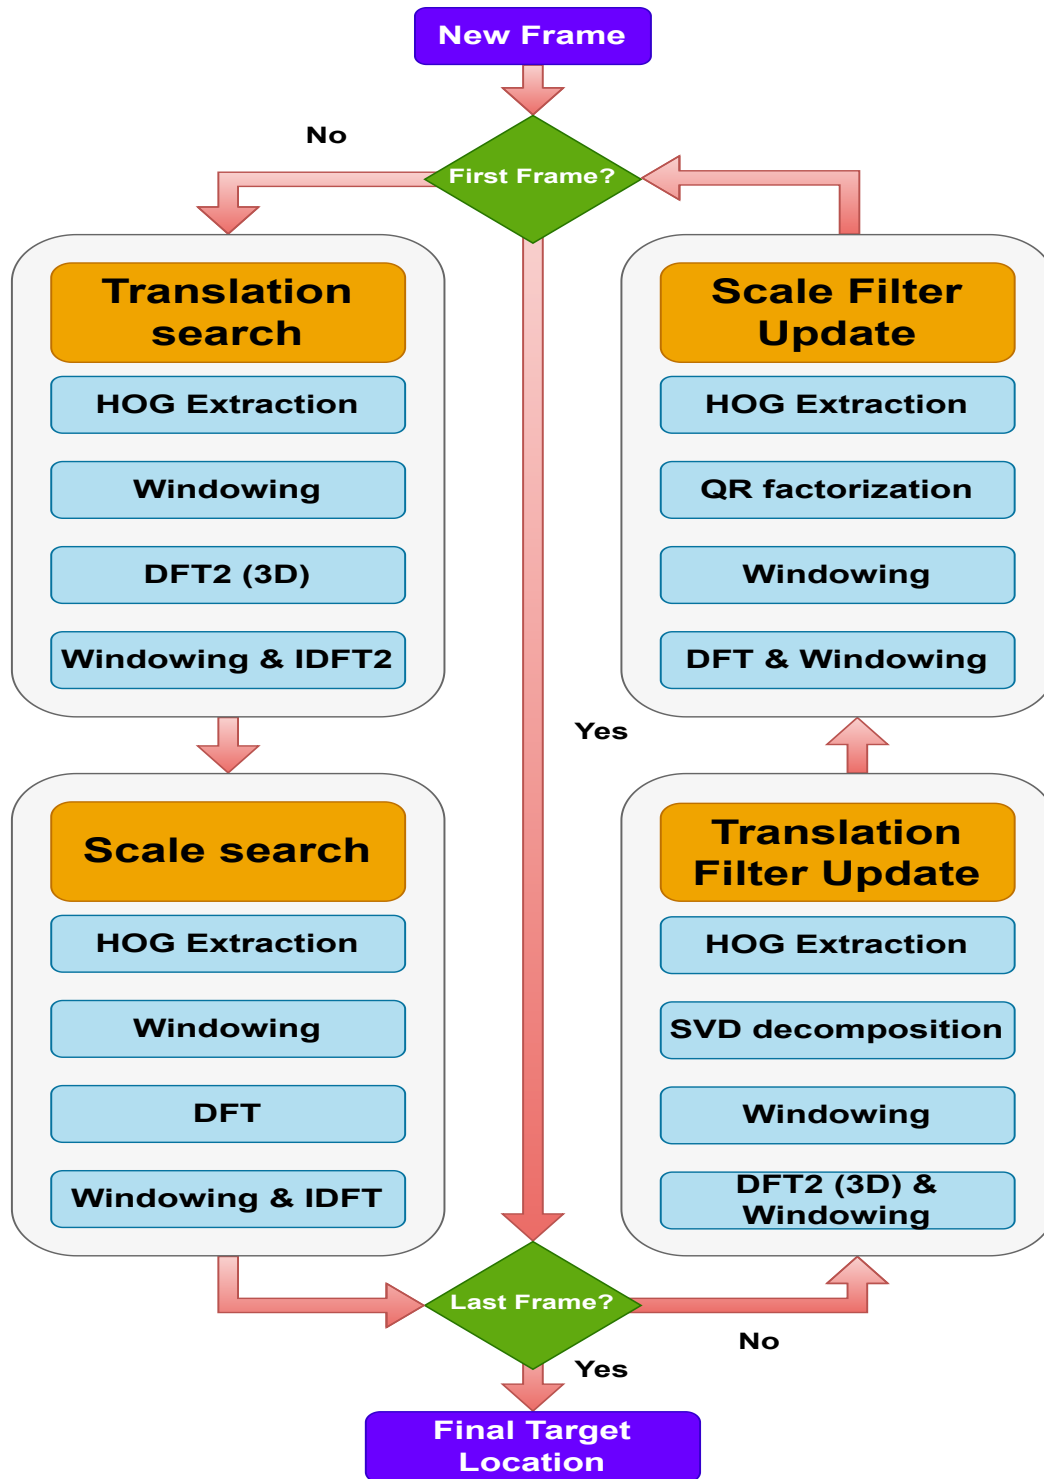 New Frame
No
First Frame?
Translation
search
HOG Extraction
Windowing
DFT2 (3D)
Windowing & IDFT2
Scale search
HOG Extraction
Windowing
DFT
Windowing & IDFT
Yes
Scale Filter
Update
HOG Extraction
QR factorization
Windowing
DFT & Windowing
Translation
Filter Update
HOG Extraction
SVD decomposition
Windowing
DFT2 (3D) &
Windowing
Last Frame?
No
Yes
Final Target
Location